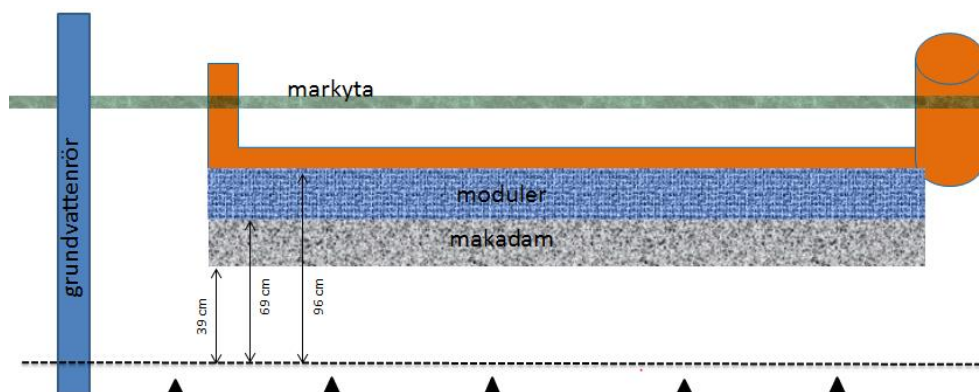 markyta
grundvattenrör
moduler
makadam
39 cm
69 cm
96 cm